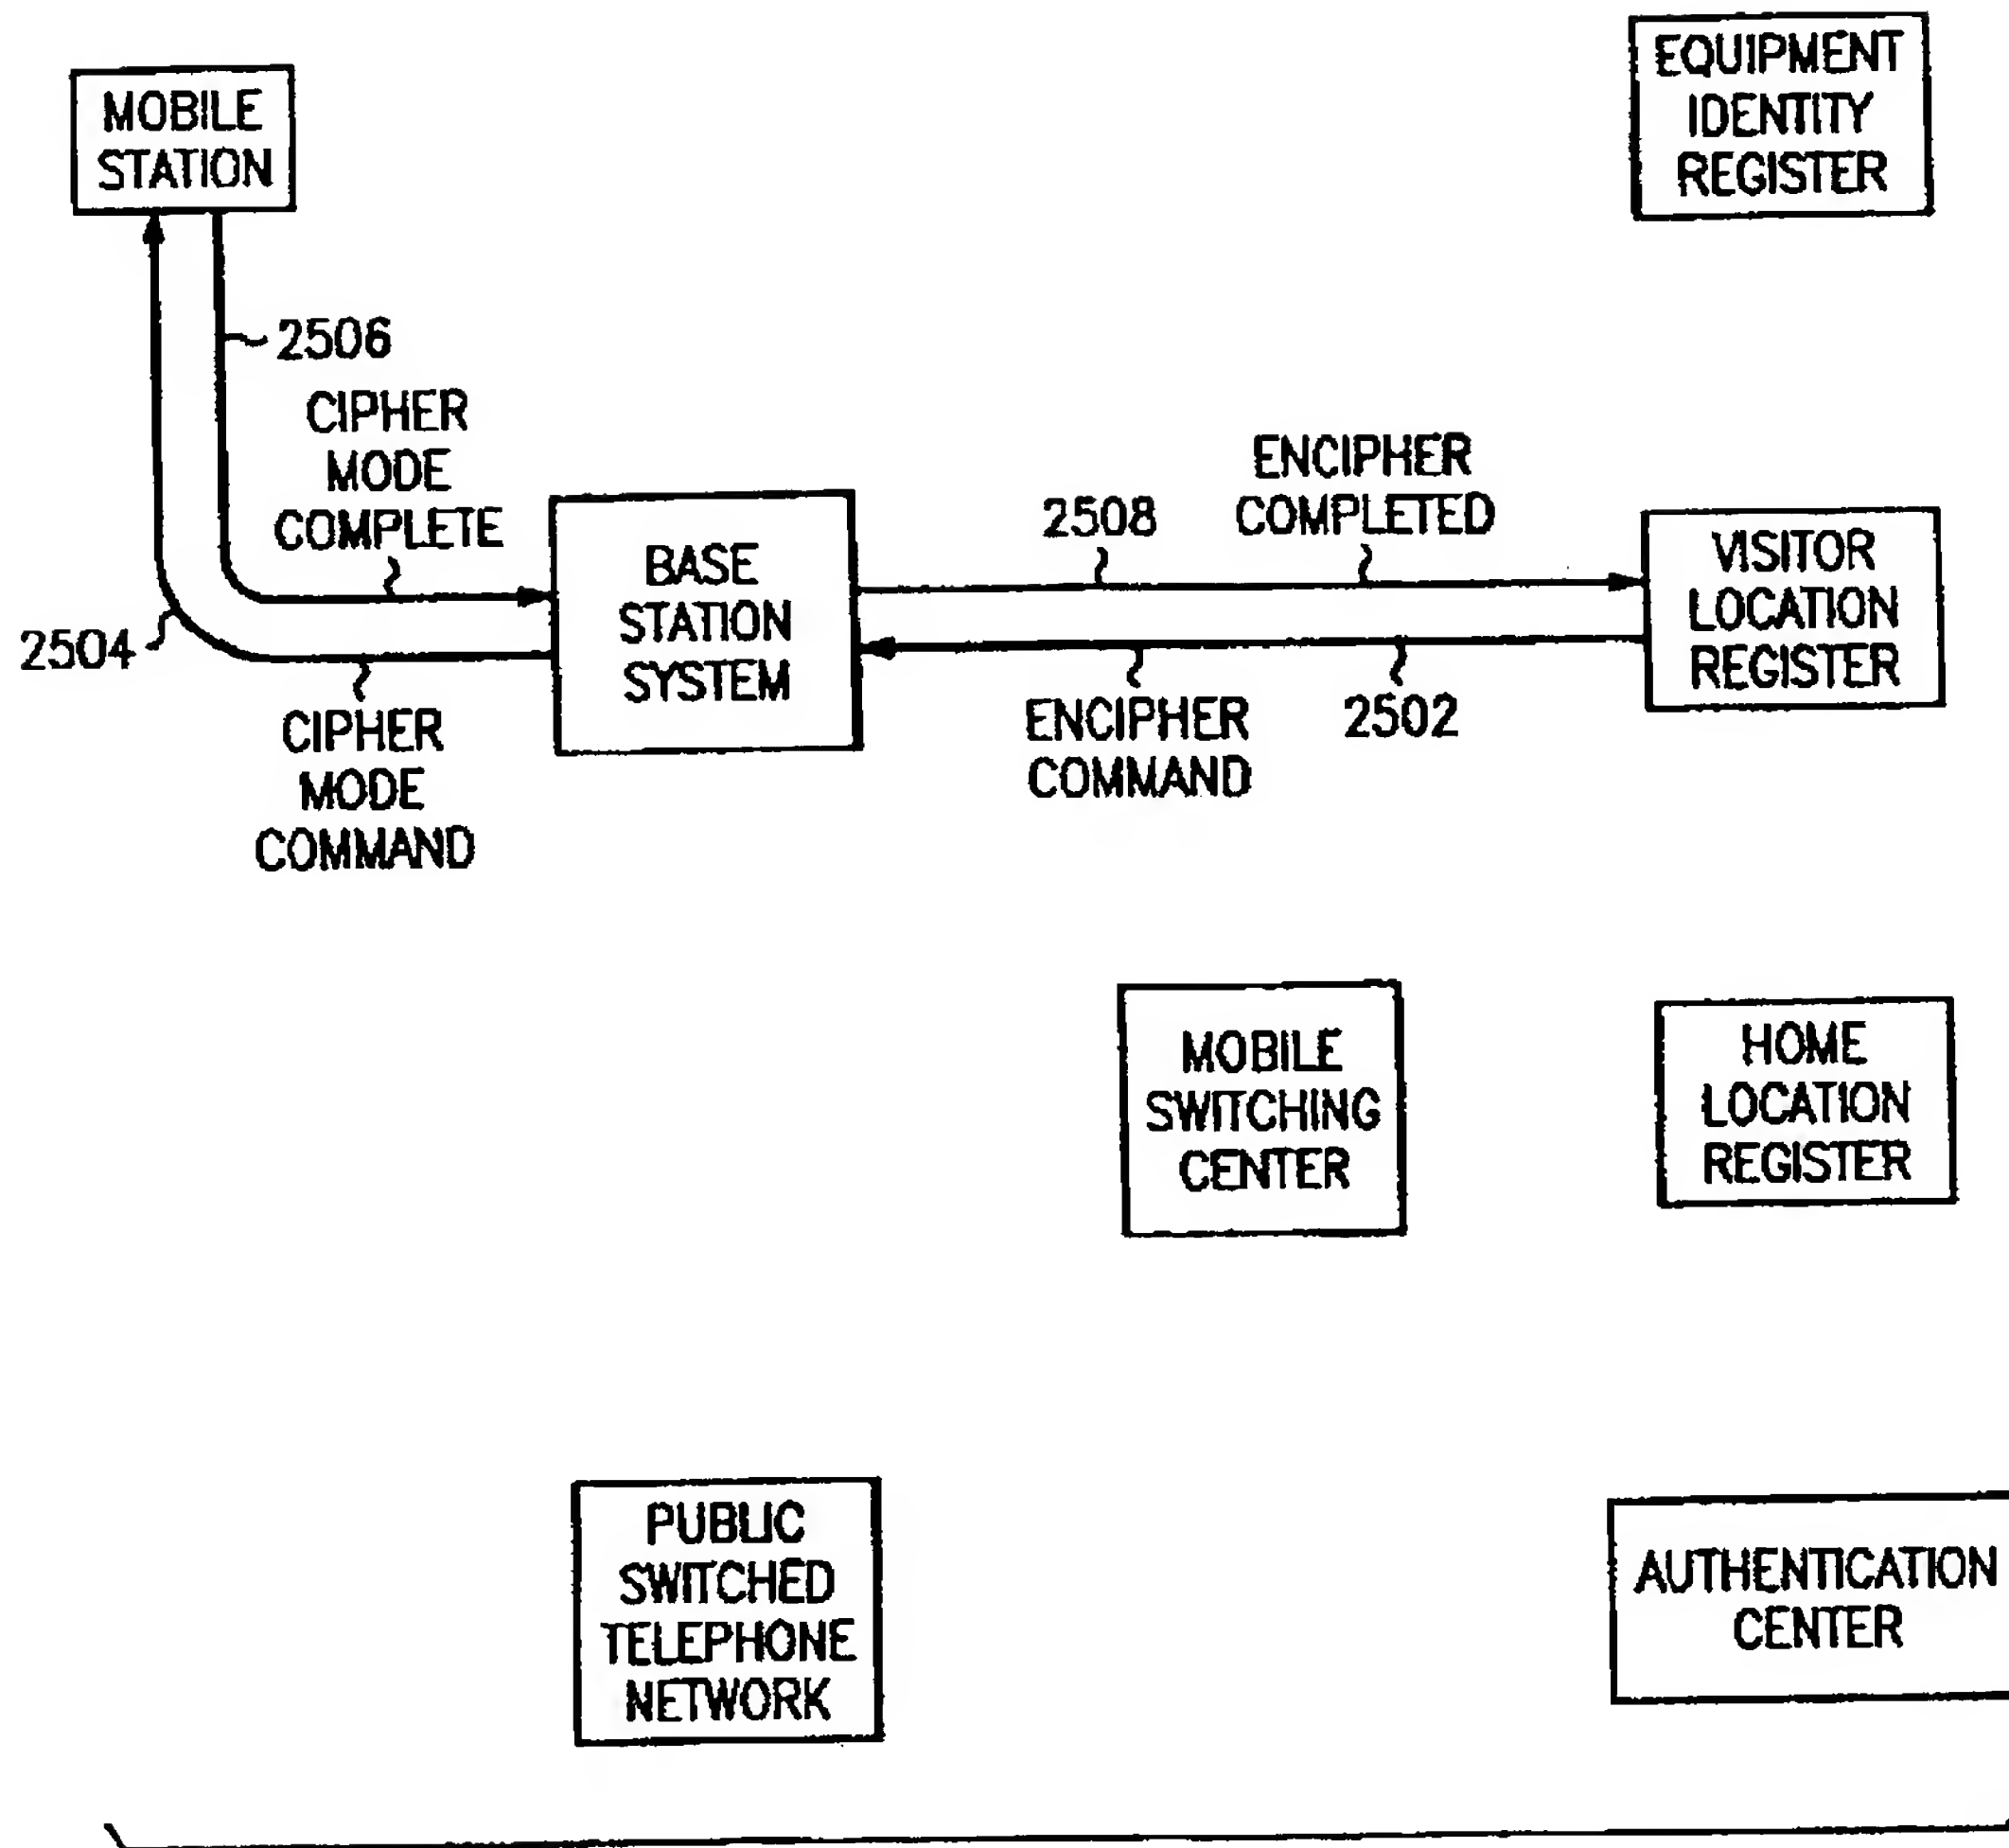 EQUIPMENT
IDENTITY
REGISTER
MOBILE
STATION
2506
CIPHER
MODE
COMPLETE
ENCIPHER
COMPLETED
2508
BASE
STATION
SYSTEM
VISITOR
LOCATION
REGISTER
2504
CIPHER
MODE
COMMAND
ENCIPHER
COMMAND
2502
MOBILE
SWITCHING
CENTER
HOME
LOCATION
REGISTER
PUBLIC
SWITCHED
TELEPHONE
NETWORK
AUTHENTICATION
CENTER